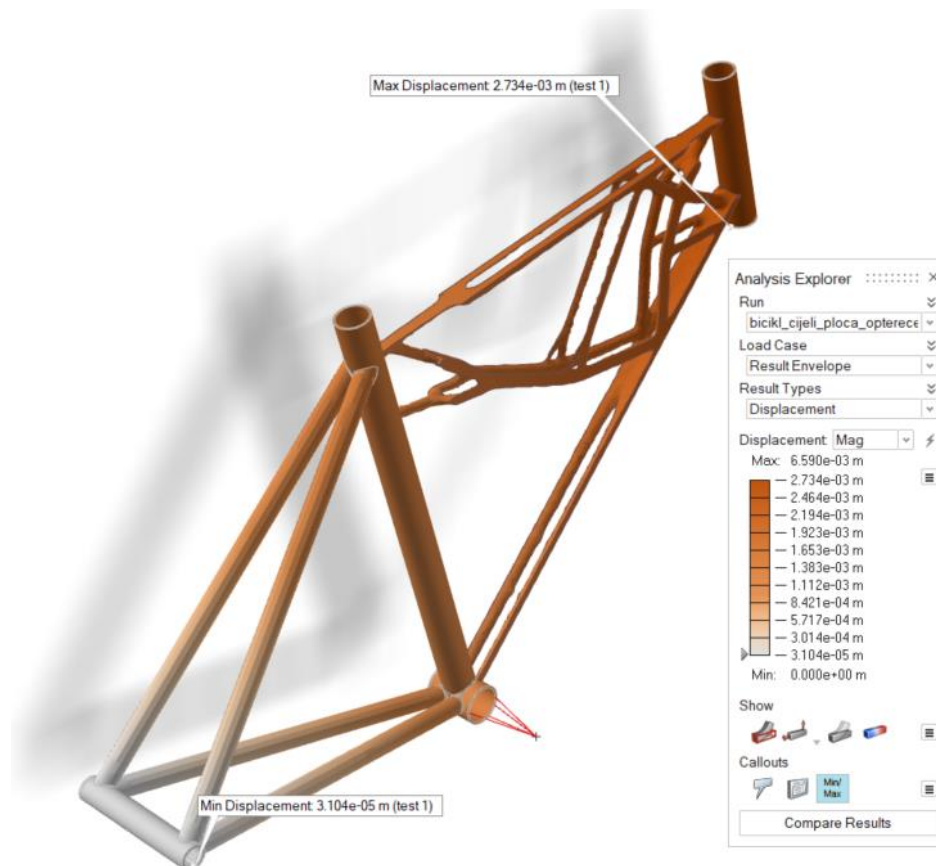 Max Displacement: 2.734e-03 m (test 1)
Min Displacement: 3.104e-05 m (test 1)
Analysis Explorer
Run
bicikl_cijeli_ploca_opterece
Load Case
Result Envelope
Result Types
Displacement
Displacement: Mag
Max: 6.590e-03 m
2.734e-03 m
2.464e-03 m
2.194e-03 m
1.923e-03 m
1.653e-03 m
1.383e-03 m
1.112e-03 m
8.421e-04 m
5.717e-04 m
3.014e-04 m
3.104e-05 m
Min: 0.000e+00 m
Show
Callouts
Min/
Max
Compare Results